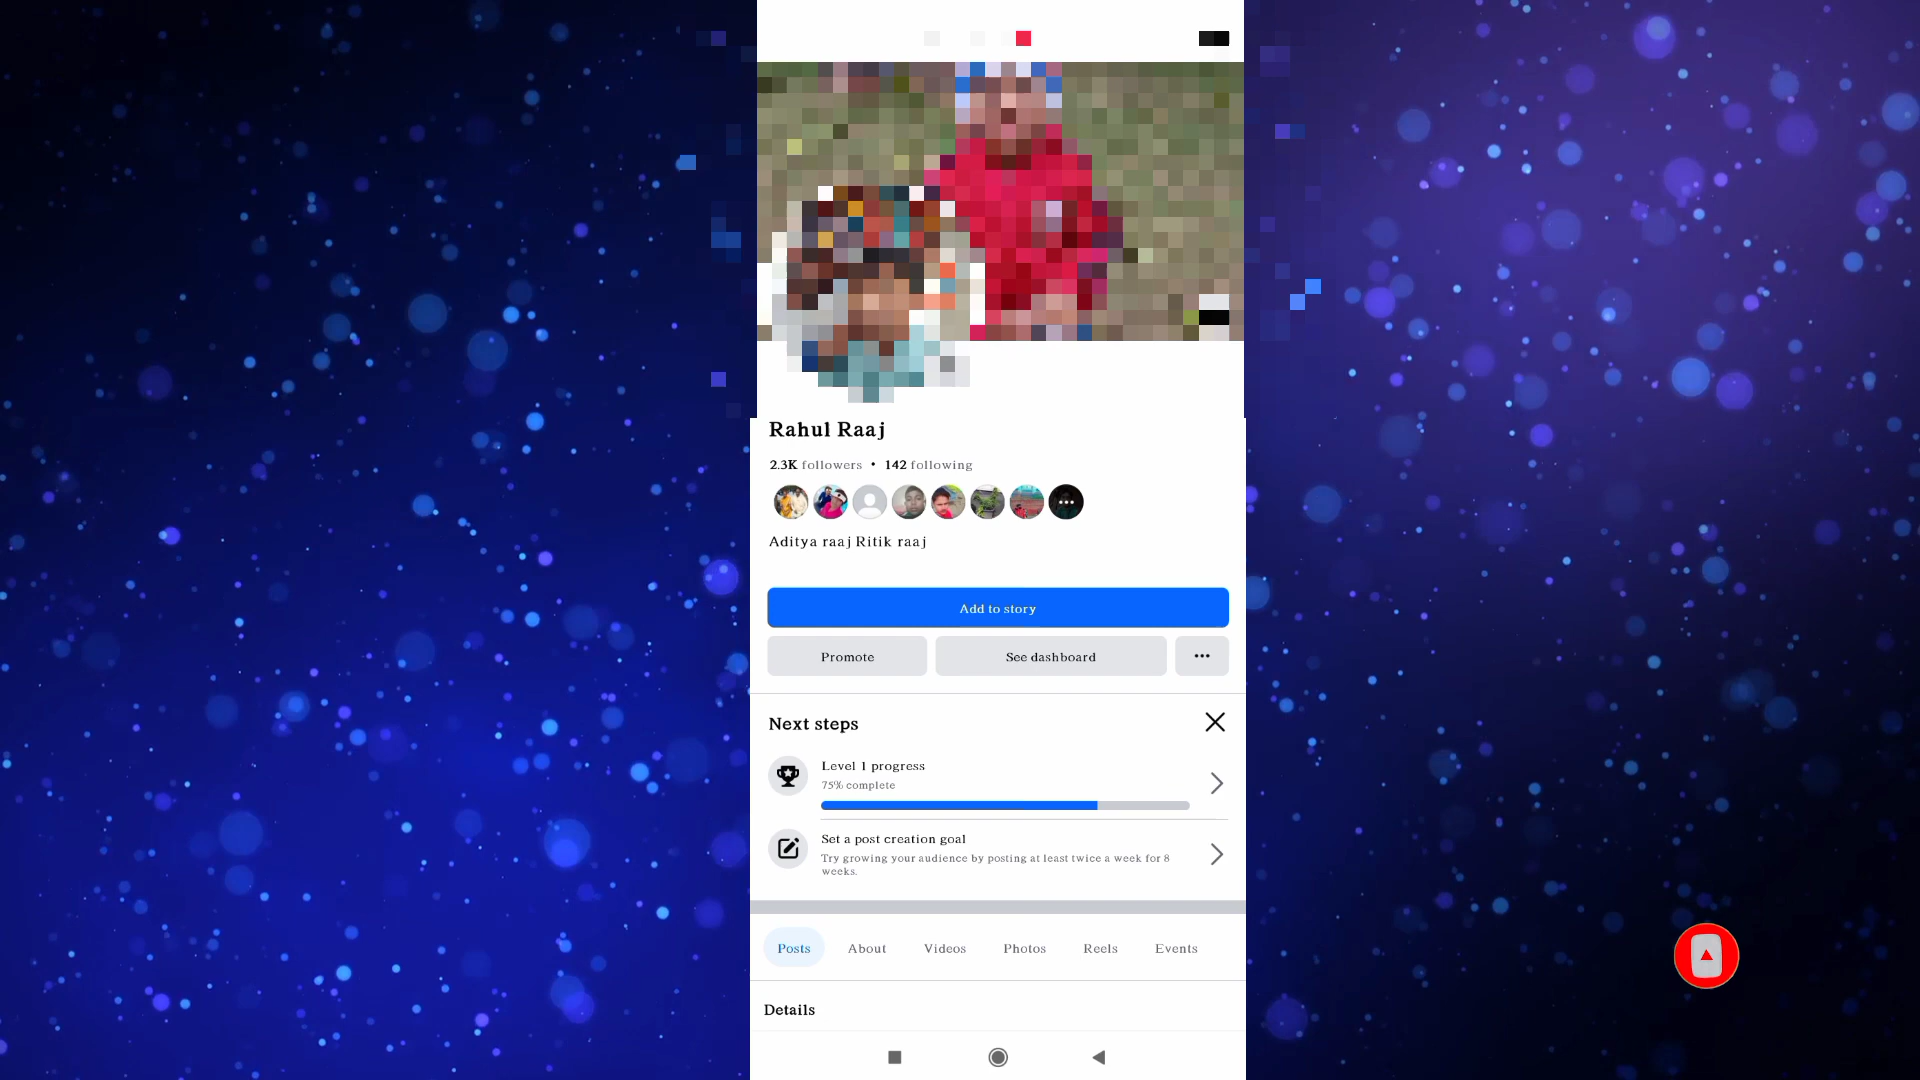 Rahul Raaj
2.3K followers • 142 following
Aditya raaj Ritik raaj
Add to story
Promote
See dashboard
Next steps
Level 1 progress
75% complete
Set a post creation goal
Try growing your audience by posting at least twice a week for 8
weeks.
Posts About Videos Photos Reels Events
Details